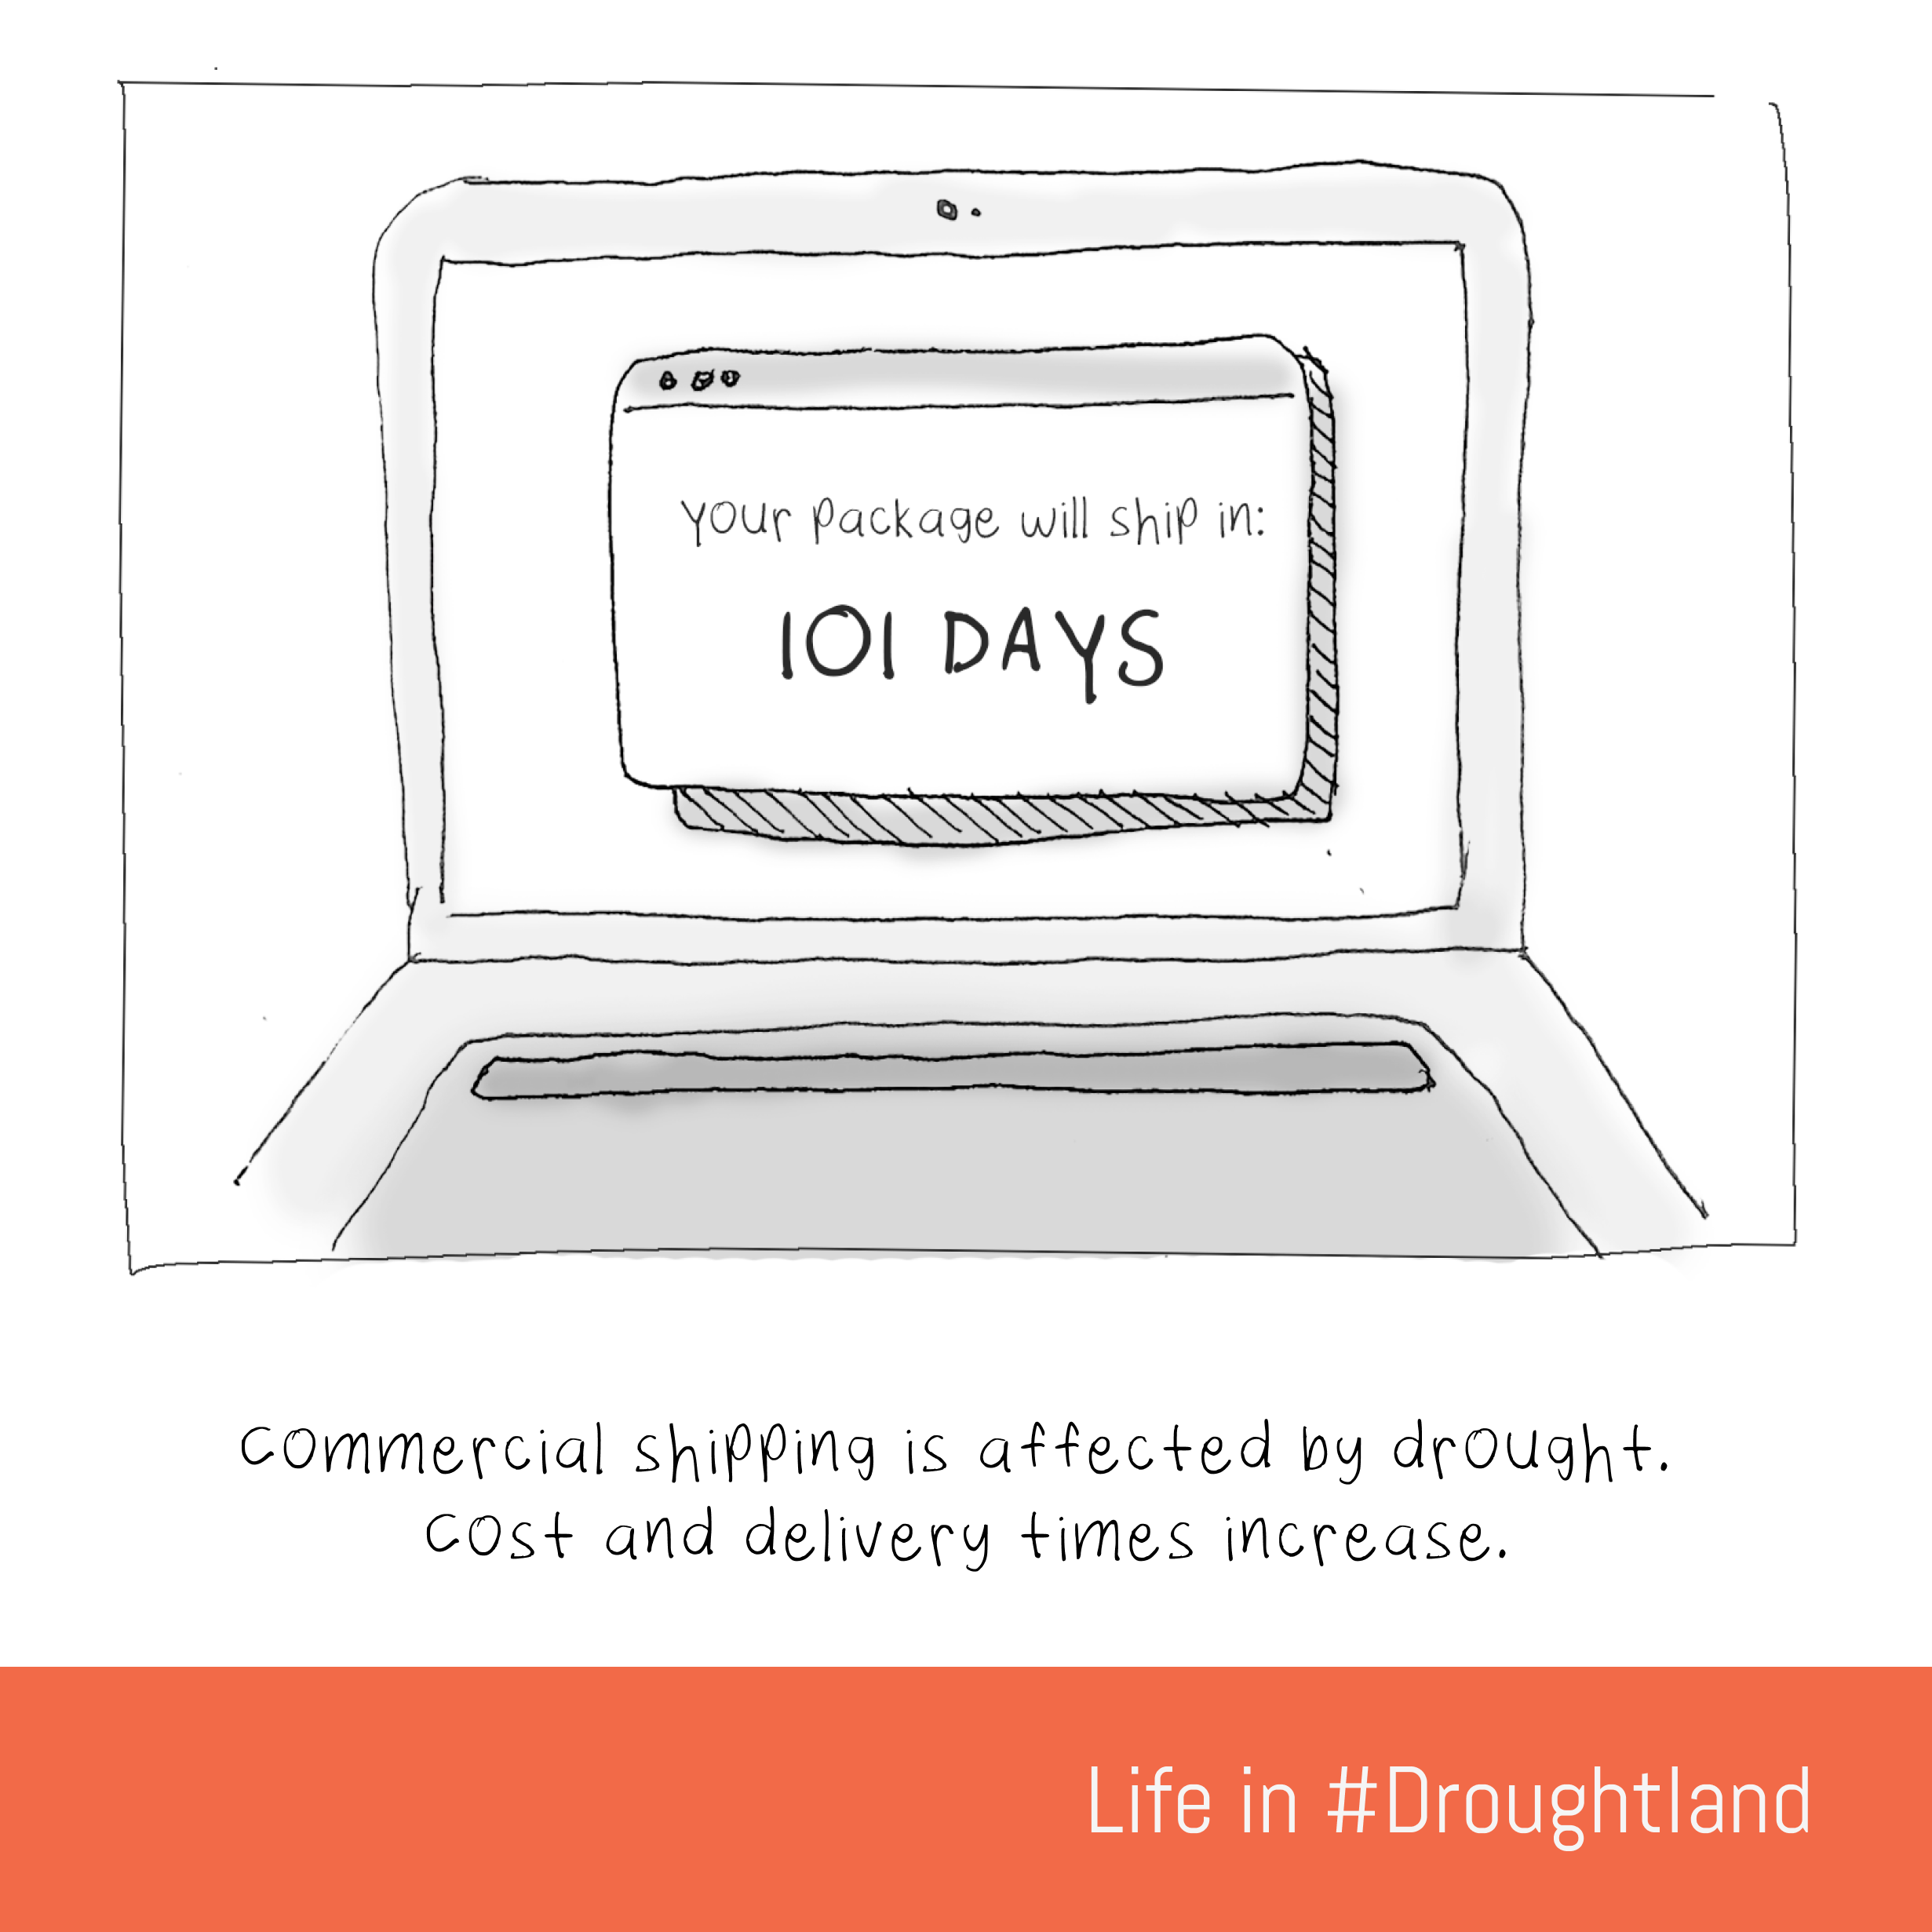 Your package will ship in:
101 DAYS
Commercial shipping is affected by drought.
Cost and delivery times increase.
Life in #Droughtland